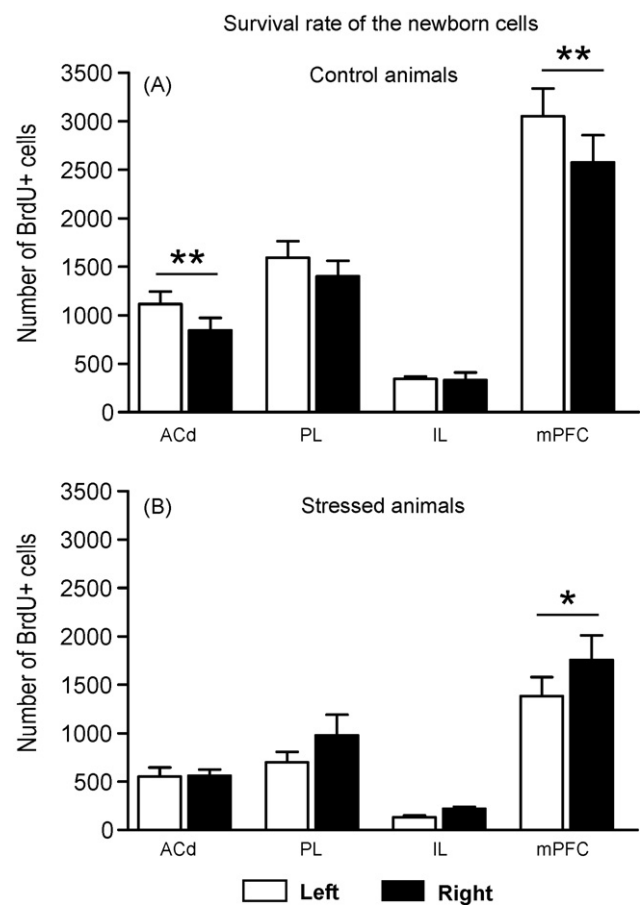 Survival rate of the newborn cells
(A)
Control animals
Number of BrdU+ cells
3500
3000
2500
2000
1500
1000
500
0
**
**
ACd PL IL mPFC
(B)
Stressed animals
Number of BrdU+ cells
3500
3000
2500
2000
1500
1000
500
0
*
ACd PL IL mPFC
Left Right